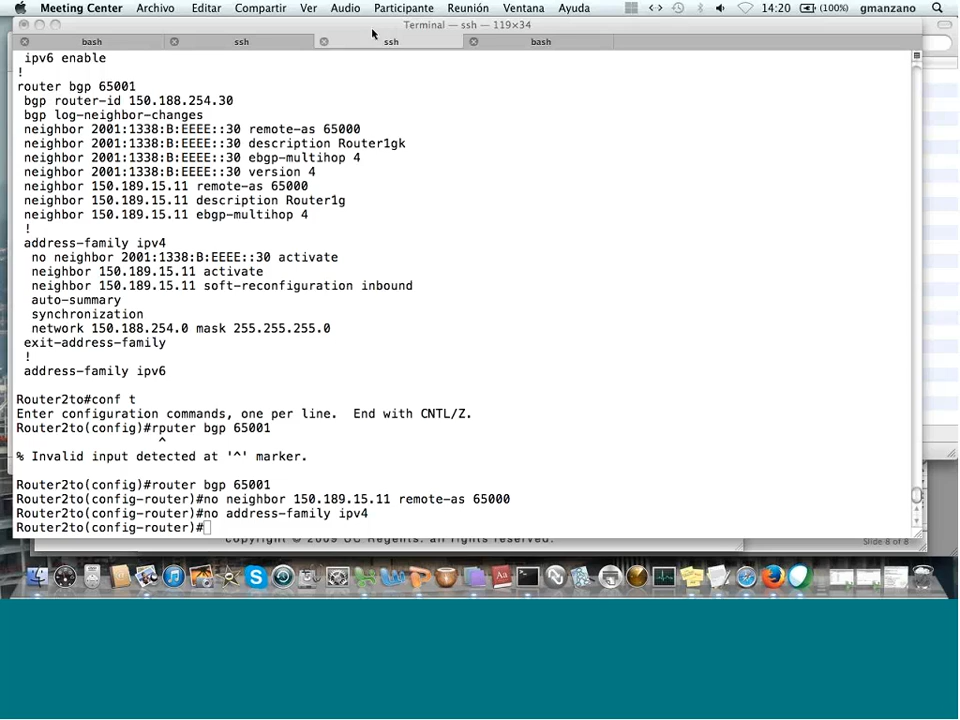 Meeting Center Archivo Editar Compartir Ver Audio Participante Reunión Ventana Ayuda 14:20 (100%) gmanzano
Terminal — ssh — 119×34
bash ssh ssh bash
ipv6 enable
!
router bgp 65001
bgp router-id 150.188.254.30
bgp log-neighbor-changes
neighbor 2001:1338:B:EEEE::30 remote-as 65000
neighbor 2001:1338:B:EEEE::30 description Router1gk
neighbor 2001:1338:B:EEEE::30 ebgp-multihop 4
neighbor 2001:1338:B:EEEE::30 version 4
neighbor 150.189.15.11 remote-as 65000
neighbor 150.189.15.11 description Router1g
neighbor 150.189.15.11 ebgp-multihop 4
!
address-family ipv4
no neighbor 2001:1338:B:EEEE::30 activate
neighbor 150.189.15.11 activate
neighbor 150.189.15.11 soft-reconfiguration inbound
auto-summary
synchronization
network 150.188.254.0 mask 255.255.255.0
exit-address-family
!
address-family ipv6
Router2to#conf t
Enter configuration commands, one per line. End with CNTL/Z.
Router2to(config)#rputer bgp 65001
^
% Invalid input detected at '^' marker.
Router2to(config)#router bgp 65001
Router2to(config-router)#no neighbor 150.189.15.11 remote-as 65000
Router2to(config-router)#no address-family ipv4
Router2to(config-router)#
Copyright © 2009 UC Regents. all rights reserved.
Slide 8 of 8